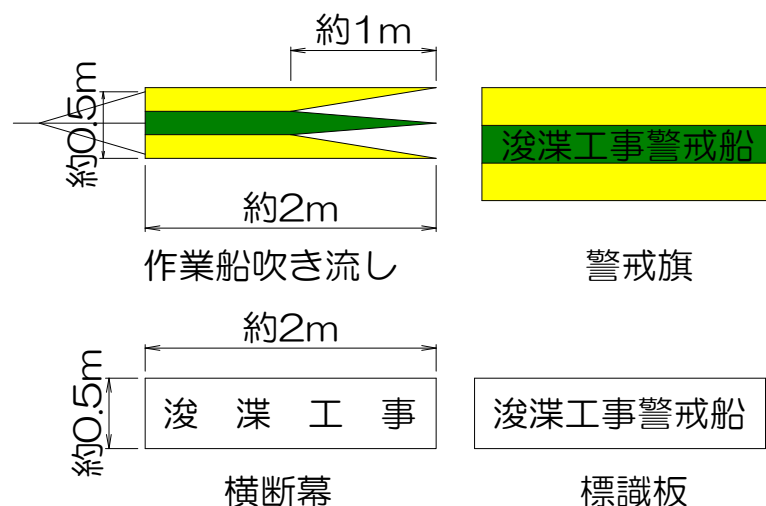 約1m
約0.5m
浚渫工事警戒船
約2m
作業船吹き流し
警戒旗
約2m
約0.5m
浚渫工事
浚渫工事警戒船
横断幕
標識板